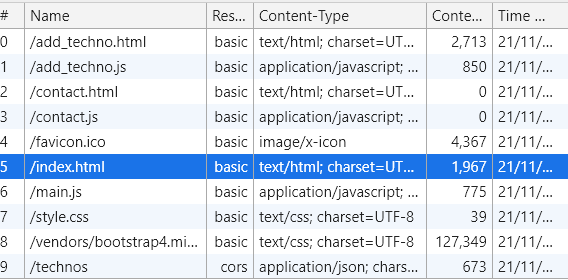 # Name Res... Content-Type Conte... Time ...
0 /add_techno.html basic text/html; charset=UT... 2,713 21/11/...
1 /add_techno.js basic application/javascript; ... 850 21/11/...
2 /contact.html basic text/html; charset=UT... 0 21/11/...
3 /contact.js basic application/javascript; ... 0 21/11/...
4 /favicon.ico basic image/x-icon 4,367 21/11/...
5 /index.html basic text/html; charset=UT... 1,967 21/11/...
6 /main.js basic application/javascript; ... 775 21/11/...
7 /style.css basic text/css; charset=UTF-8 39 21/11/...
8 /vendors/bootstrap4.mi... basic text/css; charset=UTF-8 127,349 21/11/...
9 /technos cors application/json; chars... 673 21/11/...